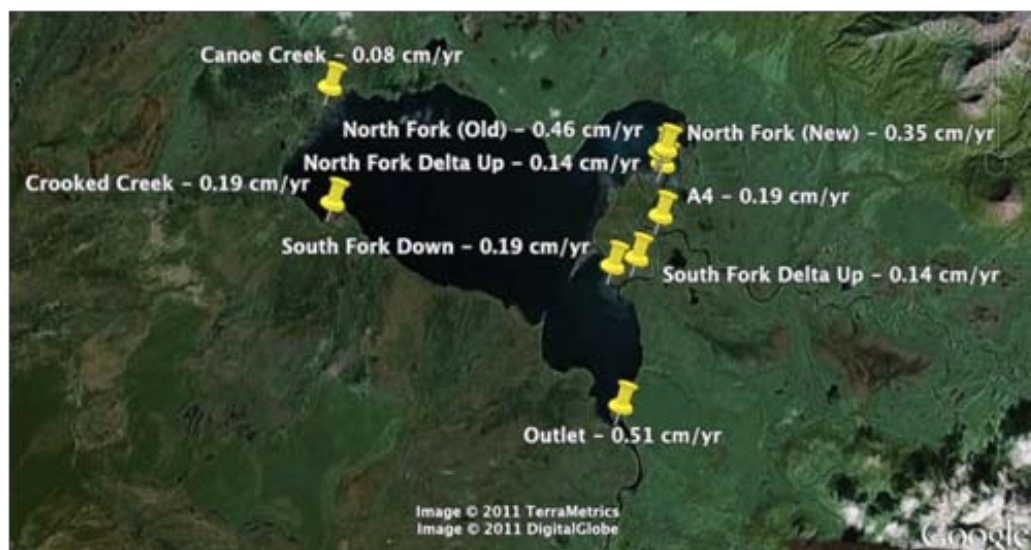 Canoe Creek – 0.08 cm/yr
North Fork (Old) – 0.46 cm/yr
North Fork (New) – 0.35 cm/yr
North Fork Delta Up – 0.14 cm/yr
Crooked Creek – 0.19 cm/yr
A4 – 0.19 cm/yr
South Fork Down – 0.19 cm/yr
South Fork Delta Up – 0.14 cm/yr
Outlet – 0.51 cm/yr
Image © 2011 TerraMetrics
Image © 2011 DigitalGlobe
Google